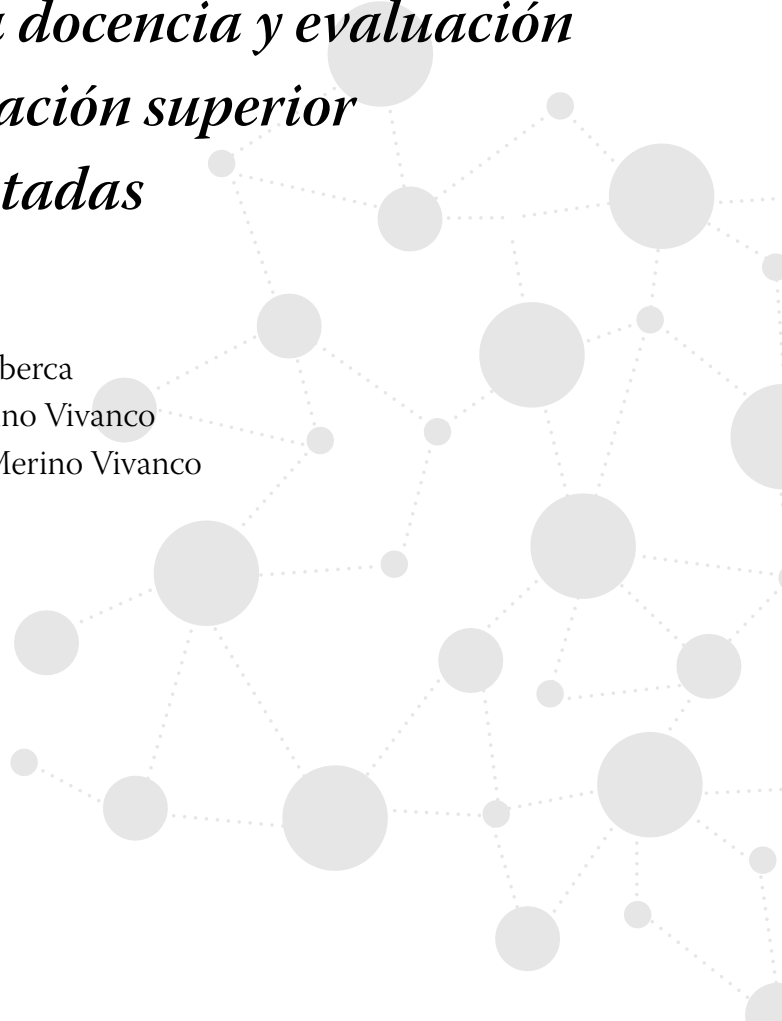 docencia y evaluación
ación superior
tadas
berca
no Vivanco
Merino Vivanco